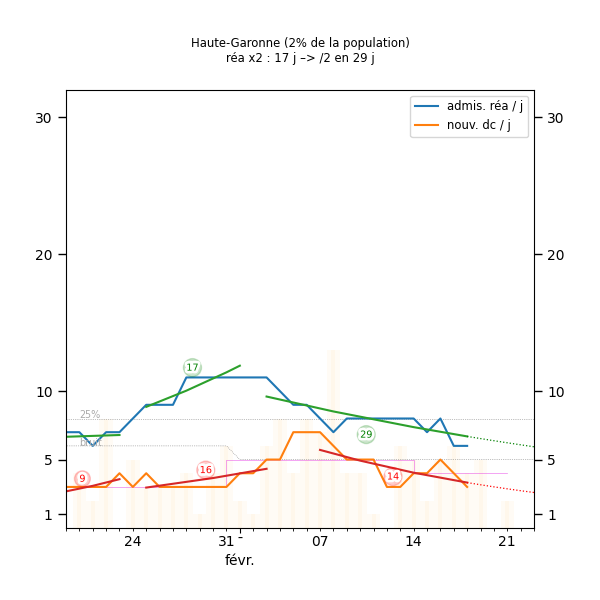 Haute-Garonne (2% de la population)
réa x2 : 17 j –> /2 en 29 j
admis. réa / j
nouv. dc / j
30 30
20 20
10 10
5 5
1 1
17
25%
29
16
14
9
24 31 - 07 14 21
févr.